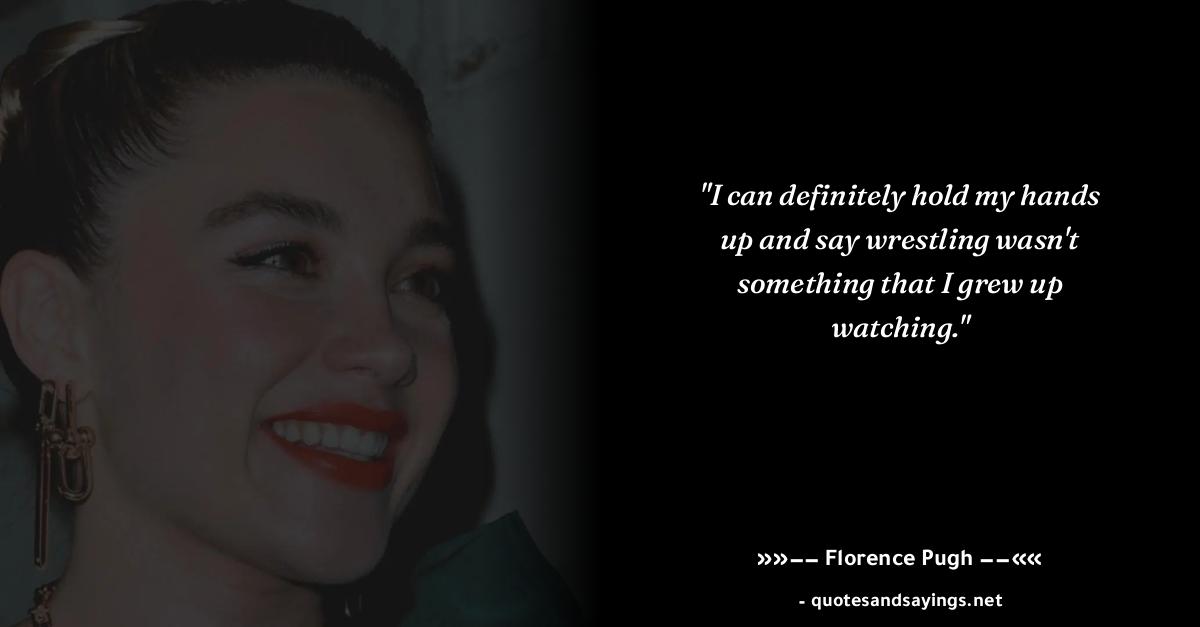 "I can definitely hold my hands
up and say wrestling wasn't
something that I grew up
watching."
»»−− Florence Pugh −−««
- quotesandsayings.net